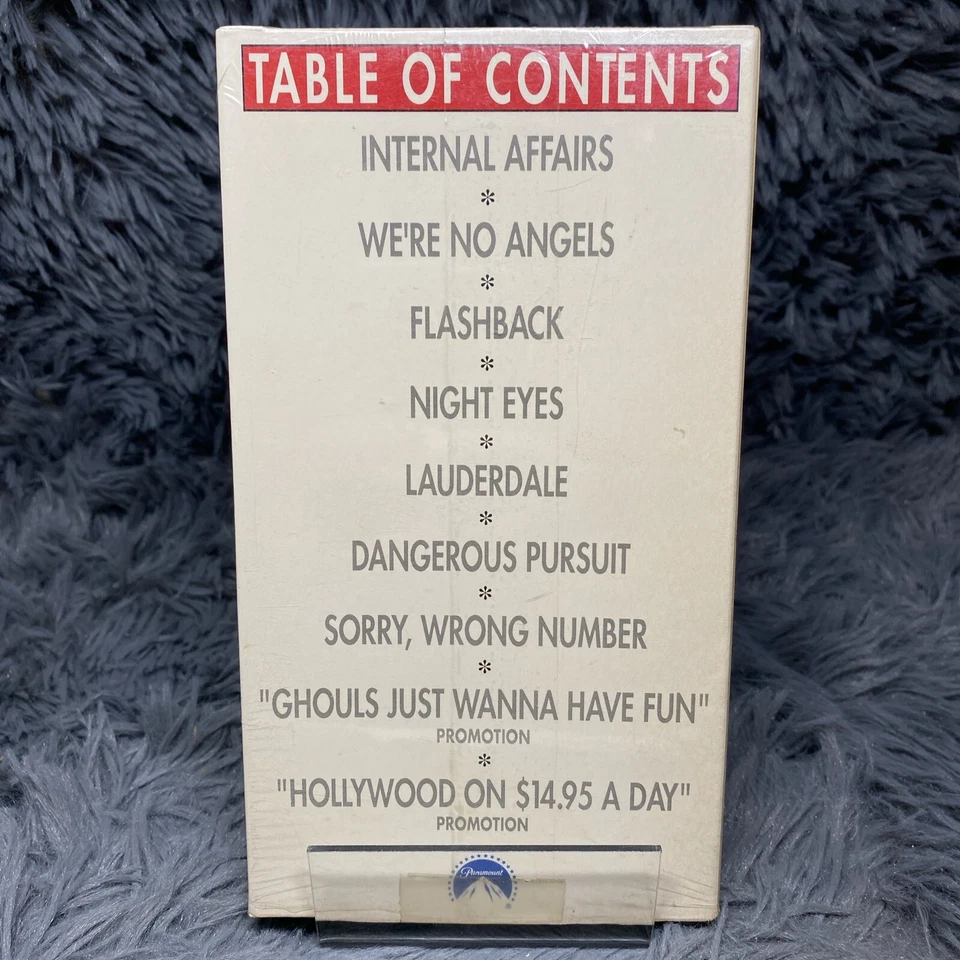 TABLE OF CONTENTS
INTERNAL AFFAIRS
*
WE'RE NO ANGELS
*
FLASHBACK
*
NIGHT EYES
*
LAUDERDALE
*
DANGEROUS PURSUIT
*
SORRY, WRONG NUMBER
*
"GHOULS JUST WANNA HAVE FUN"
PROMOTION
*
"HOLLYWOOD ON $14.95 A DAY"
PROMOTION
Paramount